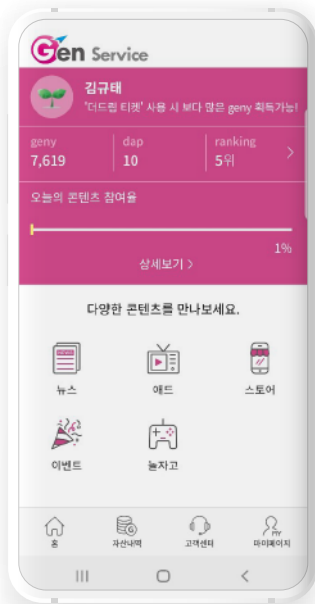 Gen Service
김규태
'더드림 티켓' 사용 시 보다 많은 geny 획득가능!
geny
dap
ranking
7,619
10
5위
오늘의 콘텐츠 참여율
1%
상세보기 >
다양한 콘텐츠를 만나보세요.
NEWS
뉴스
애드
스토어
이벤트
놀자고
홈
자산내역
고객센터
MY
마이페이지